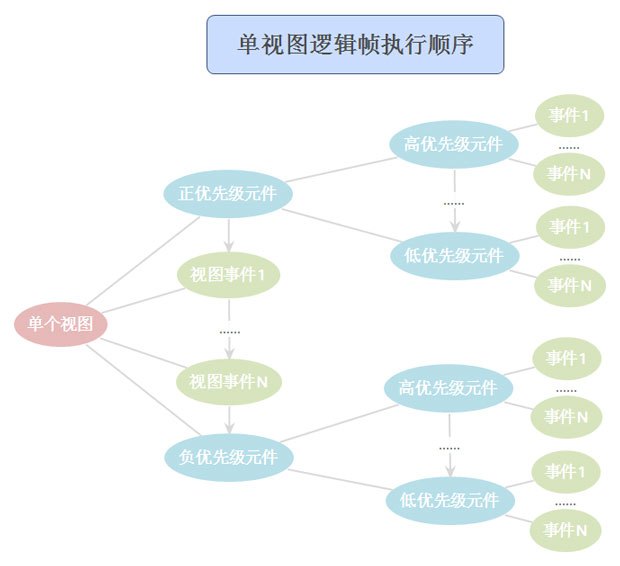 单视图逻辑帧执行顺序
事件1
高优先级元件
......
事件N
正优先级元件
......
事件1
低优先级元件
......
视图事件1
事件N
单个视图
......
事件1
视图事件N
高优先级元件
......
事件N
负优先级元件
......
事件1
低优先级元件
......
事件N